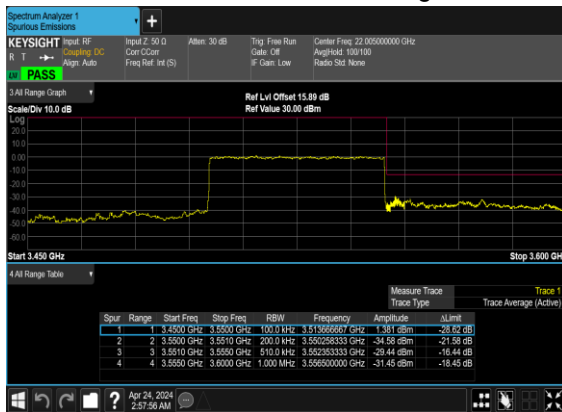 Spectrum Analyzer 1
Spurious Emissions
KEYSIGHT Input: RF Input Z: 50 Ω Atten: 30 dB Trig: Free Run Center Freq: 22.005000000 GHz
R T Coupling: DC Corr CCorr Gate: Off Avg|Hold: 100/100
Align: Auto Freq Ref: Int (S) IF Gain: Low Radio Std: None
PASS
3 All Range Graph
Ref Lvl Offset 15.89 dB
Scale/Div 10.0 dB Ref Value 30.00 dBm
Log
20.0
10.0
0.00
-10.0
-20.0
-30.0
-40.0
-50.0
-60.0
Start 3.450 GHz Stop 3.600 GH
4 All Range Table
Measure Trace Trace 1
Trace Type Trace Average (Active)
Spur Range Start Freq Stop Freq RBW Frequency Amplitude ΔLimit
1 1 3.4500 GHz 3.5500 GHz 100.0 kHz 3.513666667 GHz 1.381 dBm -28.62 dB
2 2 3.5500 GHz 3.5510 GHz 200.0 kHz 3.550258333 GHz -34.58 dBm -21.58 dB
3 3 3.5510 GHz 3.5550 GHz 510.0 kHz 3.552353333 GHz -29.44 dBm -16.44 dB
4 4 3.5550 GHz 3.6000 GHz 1.000 MHz 3.556500000 GHz -31.45 dBm -18.45 dB
Apr 24, 2024
2:57:56 AM